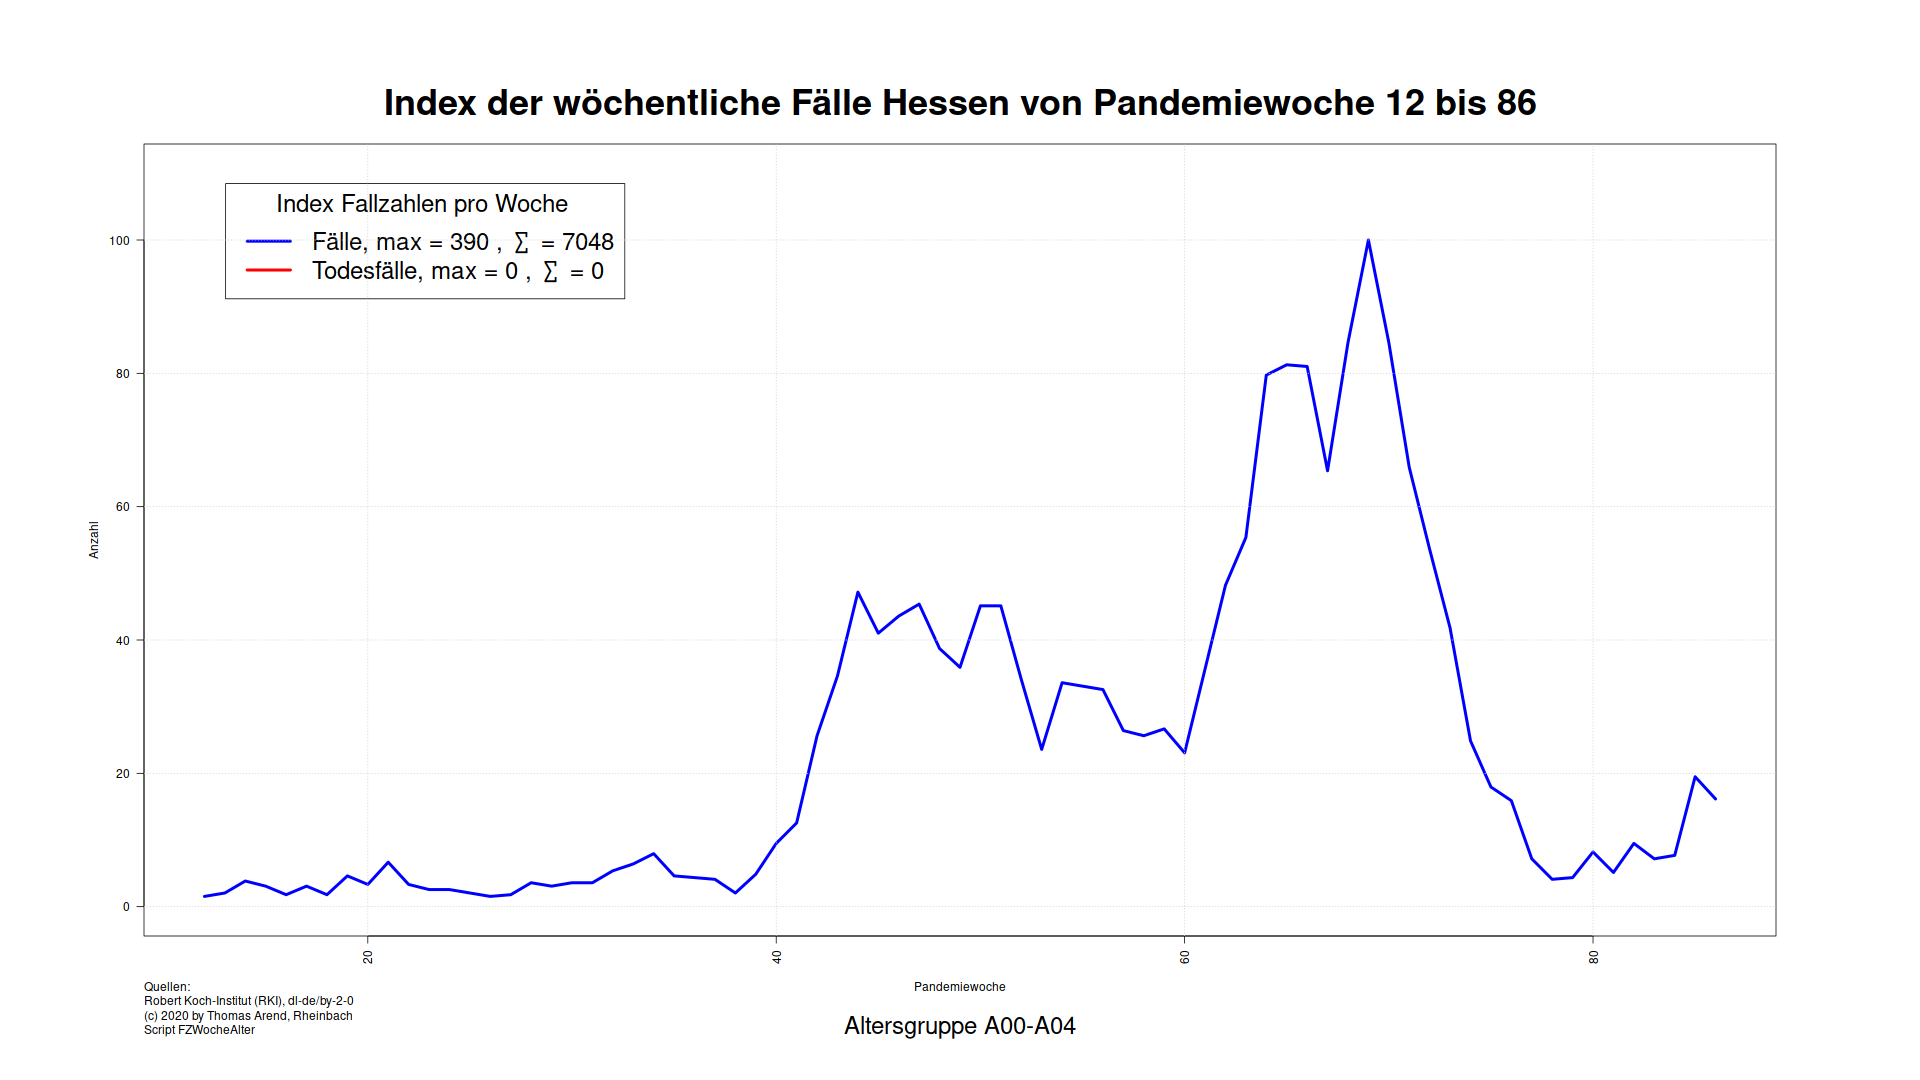 Index der wöchentliche Fälle Hessen von Pandemiewoche 12 bis 86
Index Fallzahlen pro Woche
Fälle, max = 390 , ∑ = 7048
Todesfälle, max = 0 , ∑ = 0
100
80
60
40
20
0
Anzahl
20
40
60
80
Pandemiewoche
Quellen:
Robert Koch-Institut (RKI), dl-de/by-2-0
(c) 2020 by Thomas Arend, Rheinbach
Script FZWocheAlter
Altersgruppe A00-A04